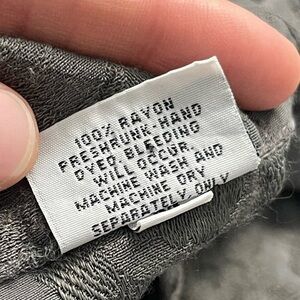 100% RAYON
PRESHRUNK-HAND
DYED BLEEDING
WILL OCCUR.
MACHINE WASH AND
MACHINE DRY
SEPARATELY ONLY